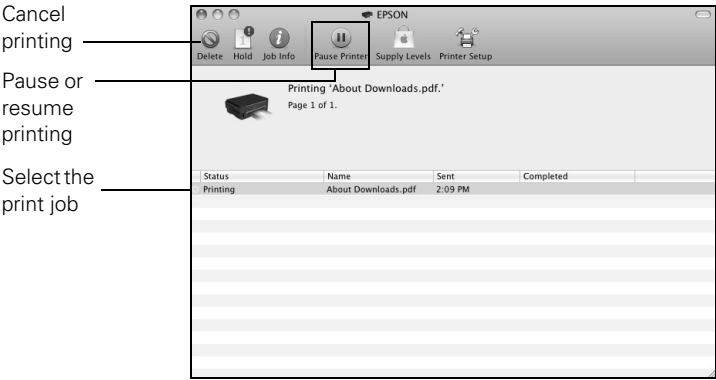 Cancel
printing
Pause or
resume
printing
Select the
print job
EPSON
Delete Hold Job Info Pause Printer Supply Levels Printer Setup
1
Printing ‘About Downloads.pdf.’
Page 1 of 1.
Status Name Sent Completed
Printing About Downloads.pdf 2:09 PM